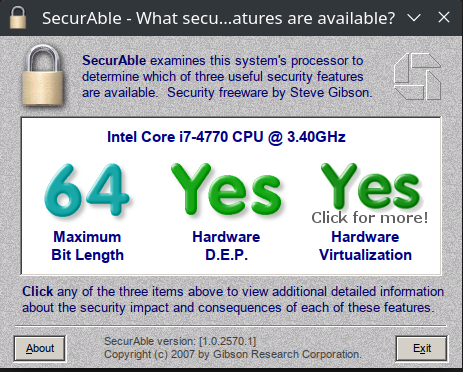 SecurAble - What secu...atures are available?
SecurAble examines this system's processor to
determine which of three useful security features
are available. Security freeware by Steve Gibson.
Intel Core i7-4770 CPU @ 3.40GHz
64 Yes Yes
Click for more!
Maximum Hardware Hardware
Bit Length D.E.P. Virtualization
Click any of the three items above to view additional detailed information
about the security impact and consequences of each of these features.
About
SecurAble version: [1.0.2570.1]
Copyright (c) 2007 by Gibson Research Corporation.
Exit